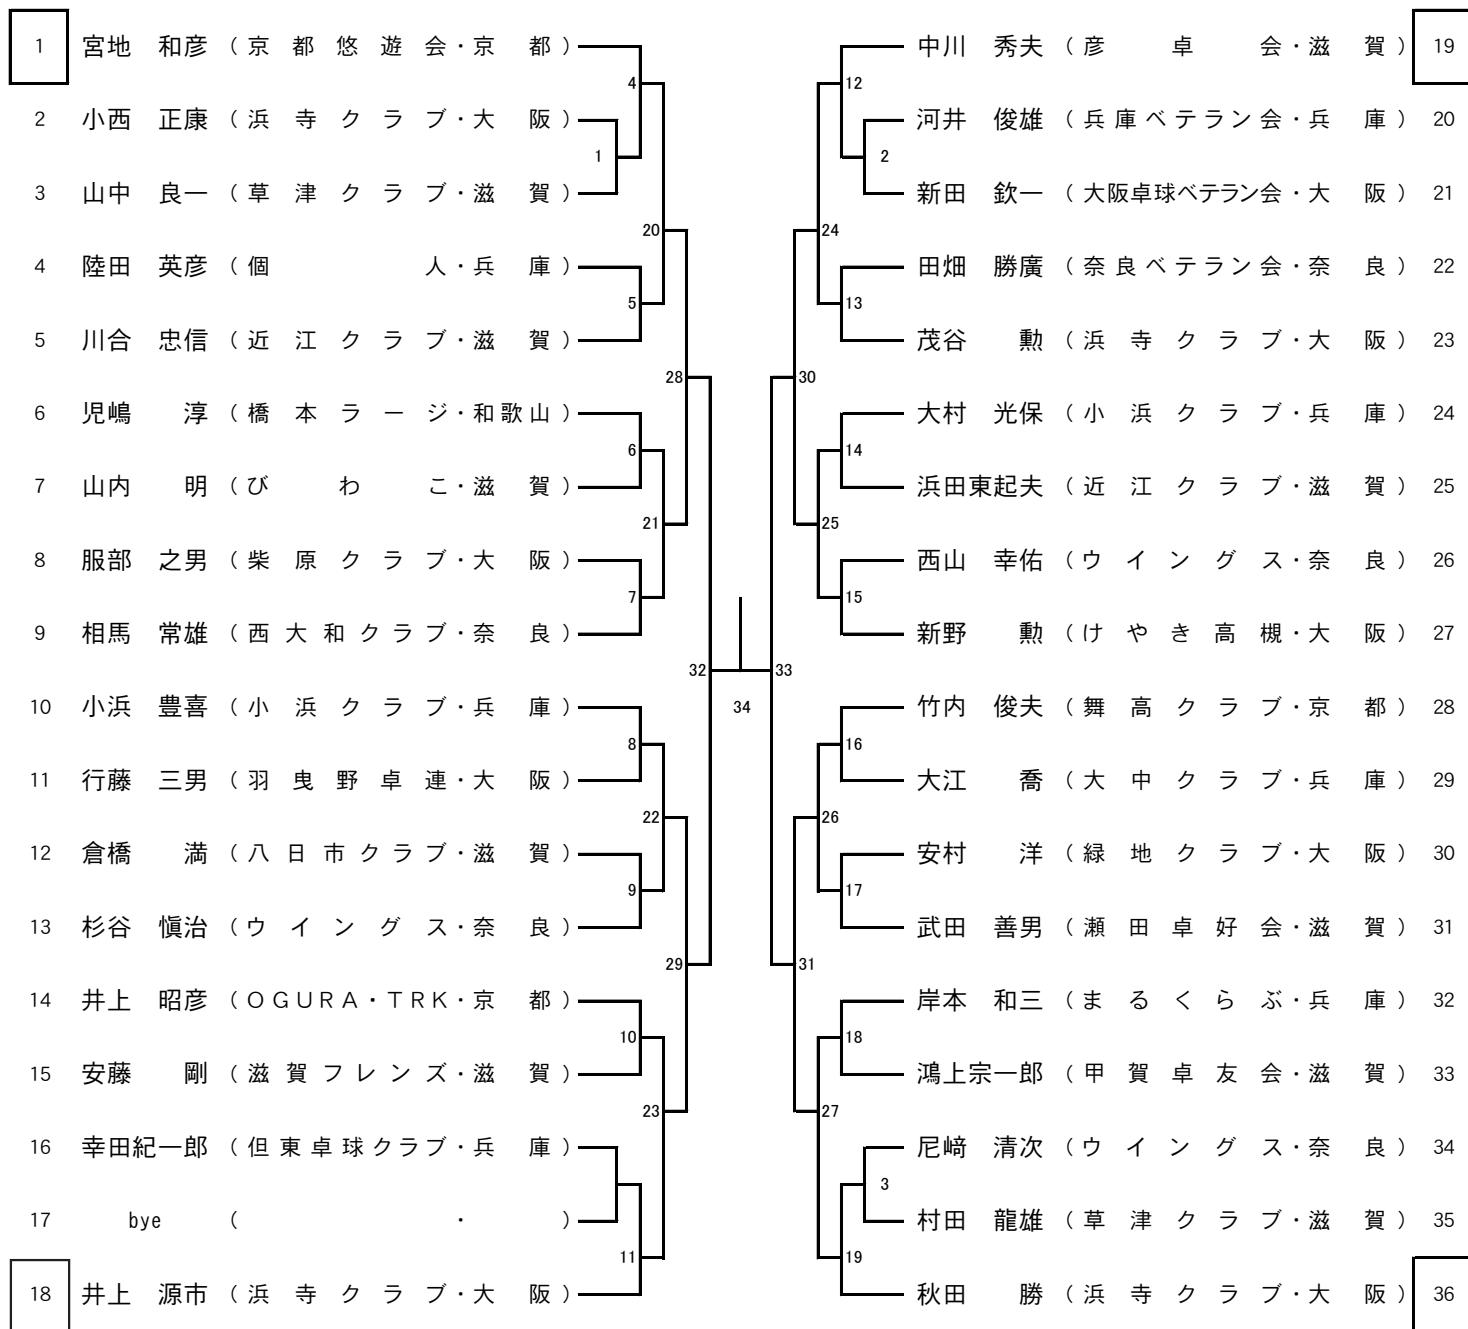 1 宮地 和彦 (京都悠遊会・京都)
4
2 小西 正康 (浜寺クラブ・大阪)
1
3 山中 良一 (草津クラブ・滋賀)
20
4 陸田 英彦 (個人・兵庫)
5
5 川合 忠信 (近江クラブ・滋賀)
28
6 児嶋 淳 (橋本ラージ・和歌山)
6
7 山内 明 (びわこ・滋賀)
21
8 服部 之男 (柴原クラブ・大阪)
7
9 相馬 常雄 (西大和クラブ・奈良)
32
10 小浜 豊喜 (小浜クラブ・兵庫)
8
11 行藤 三男 (羽曳野卓連・大阪)
22
12 倉橋 満 (八日市クラブ・滋賀)
9
13 杉谷 愼治 (ウイングス・奈良)
29
14 井上 昭彦 (OGURA・TRK・京都)
10
15 安藤 剛 (滋賀フレンズ・滋賀)
23
16 幸田紀一郎 (但東卓球クラブ・兵庫)
17 bye ( ・ )
11
18 井上 源市 (浜寺クラブ・大阪)
34
中川 秀夫 (彦卓会・滋賀) 19
12
河井 俊雄 (兵庫ベテラン会・兵庫) 20
2
新田 欽一 (大阪卓球ベテラン会・大阪) 21
24
田畑 勝廣 (奈良ベテラン会・奈良) 22
13
茂谷 勲 (浜寺クラブ・大阪) 23
30
大村 光保 (小浜クラブ・兵庫) 24
14
浜田東起夫 (近江クラブ・滋賀) 25
25
西山 幸佑 (ウイングス・奈良) 26
15
新野 勲 (けやき高槻・大阪) 27
33
竹内 俊夫 (舞高クラブ・京都) 28
16
大江 喬 (大中クラブ・兵庫) 29
26
安村 洋 (緑地クラブ・大阪) 30
17
武田 善男 (瀬田卓好会・滋賀) 31
31
岸本 和三 (まるくらぶ・兵庫) 32
18
鴻上宗一郎 (甲賀卓友会・滋賀) 33
27
尼﨑 清次 (ウイングス・奈良) 34
3
村田 龍雄 (草津クラブ・滋賀) 35
19
秋田 勝 (浜寺クラブ・大阪) 36